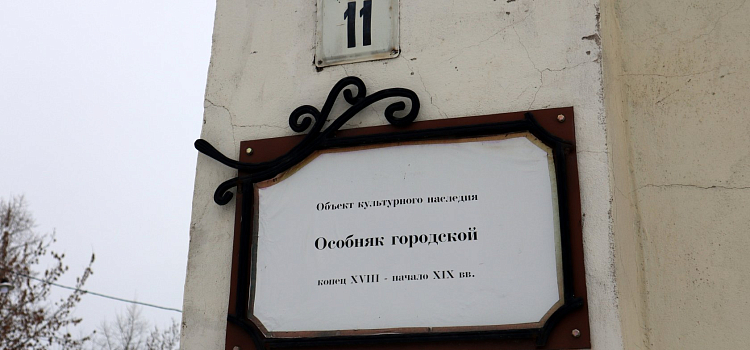 11
Объект культурного наследия
Особняк городской
конец XVIII - начало XIX вв.